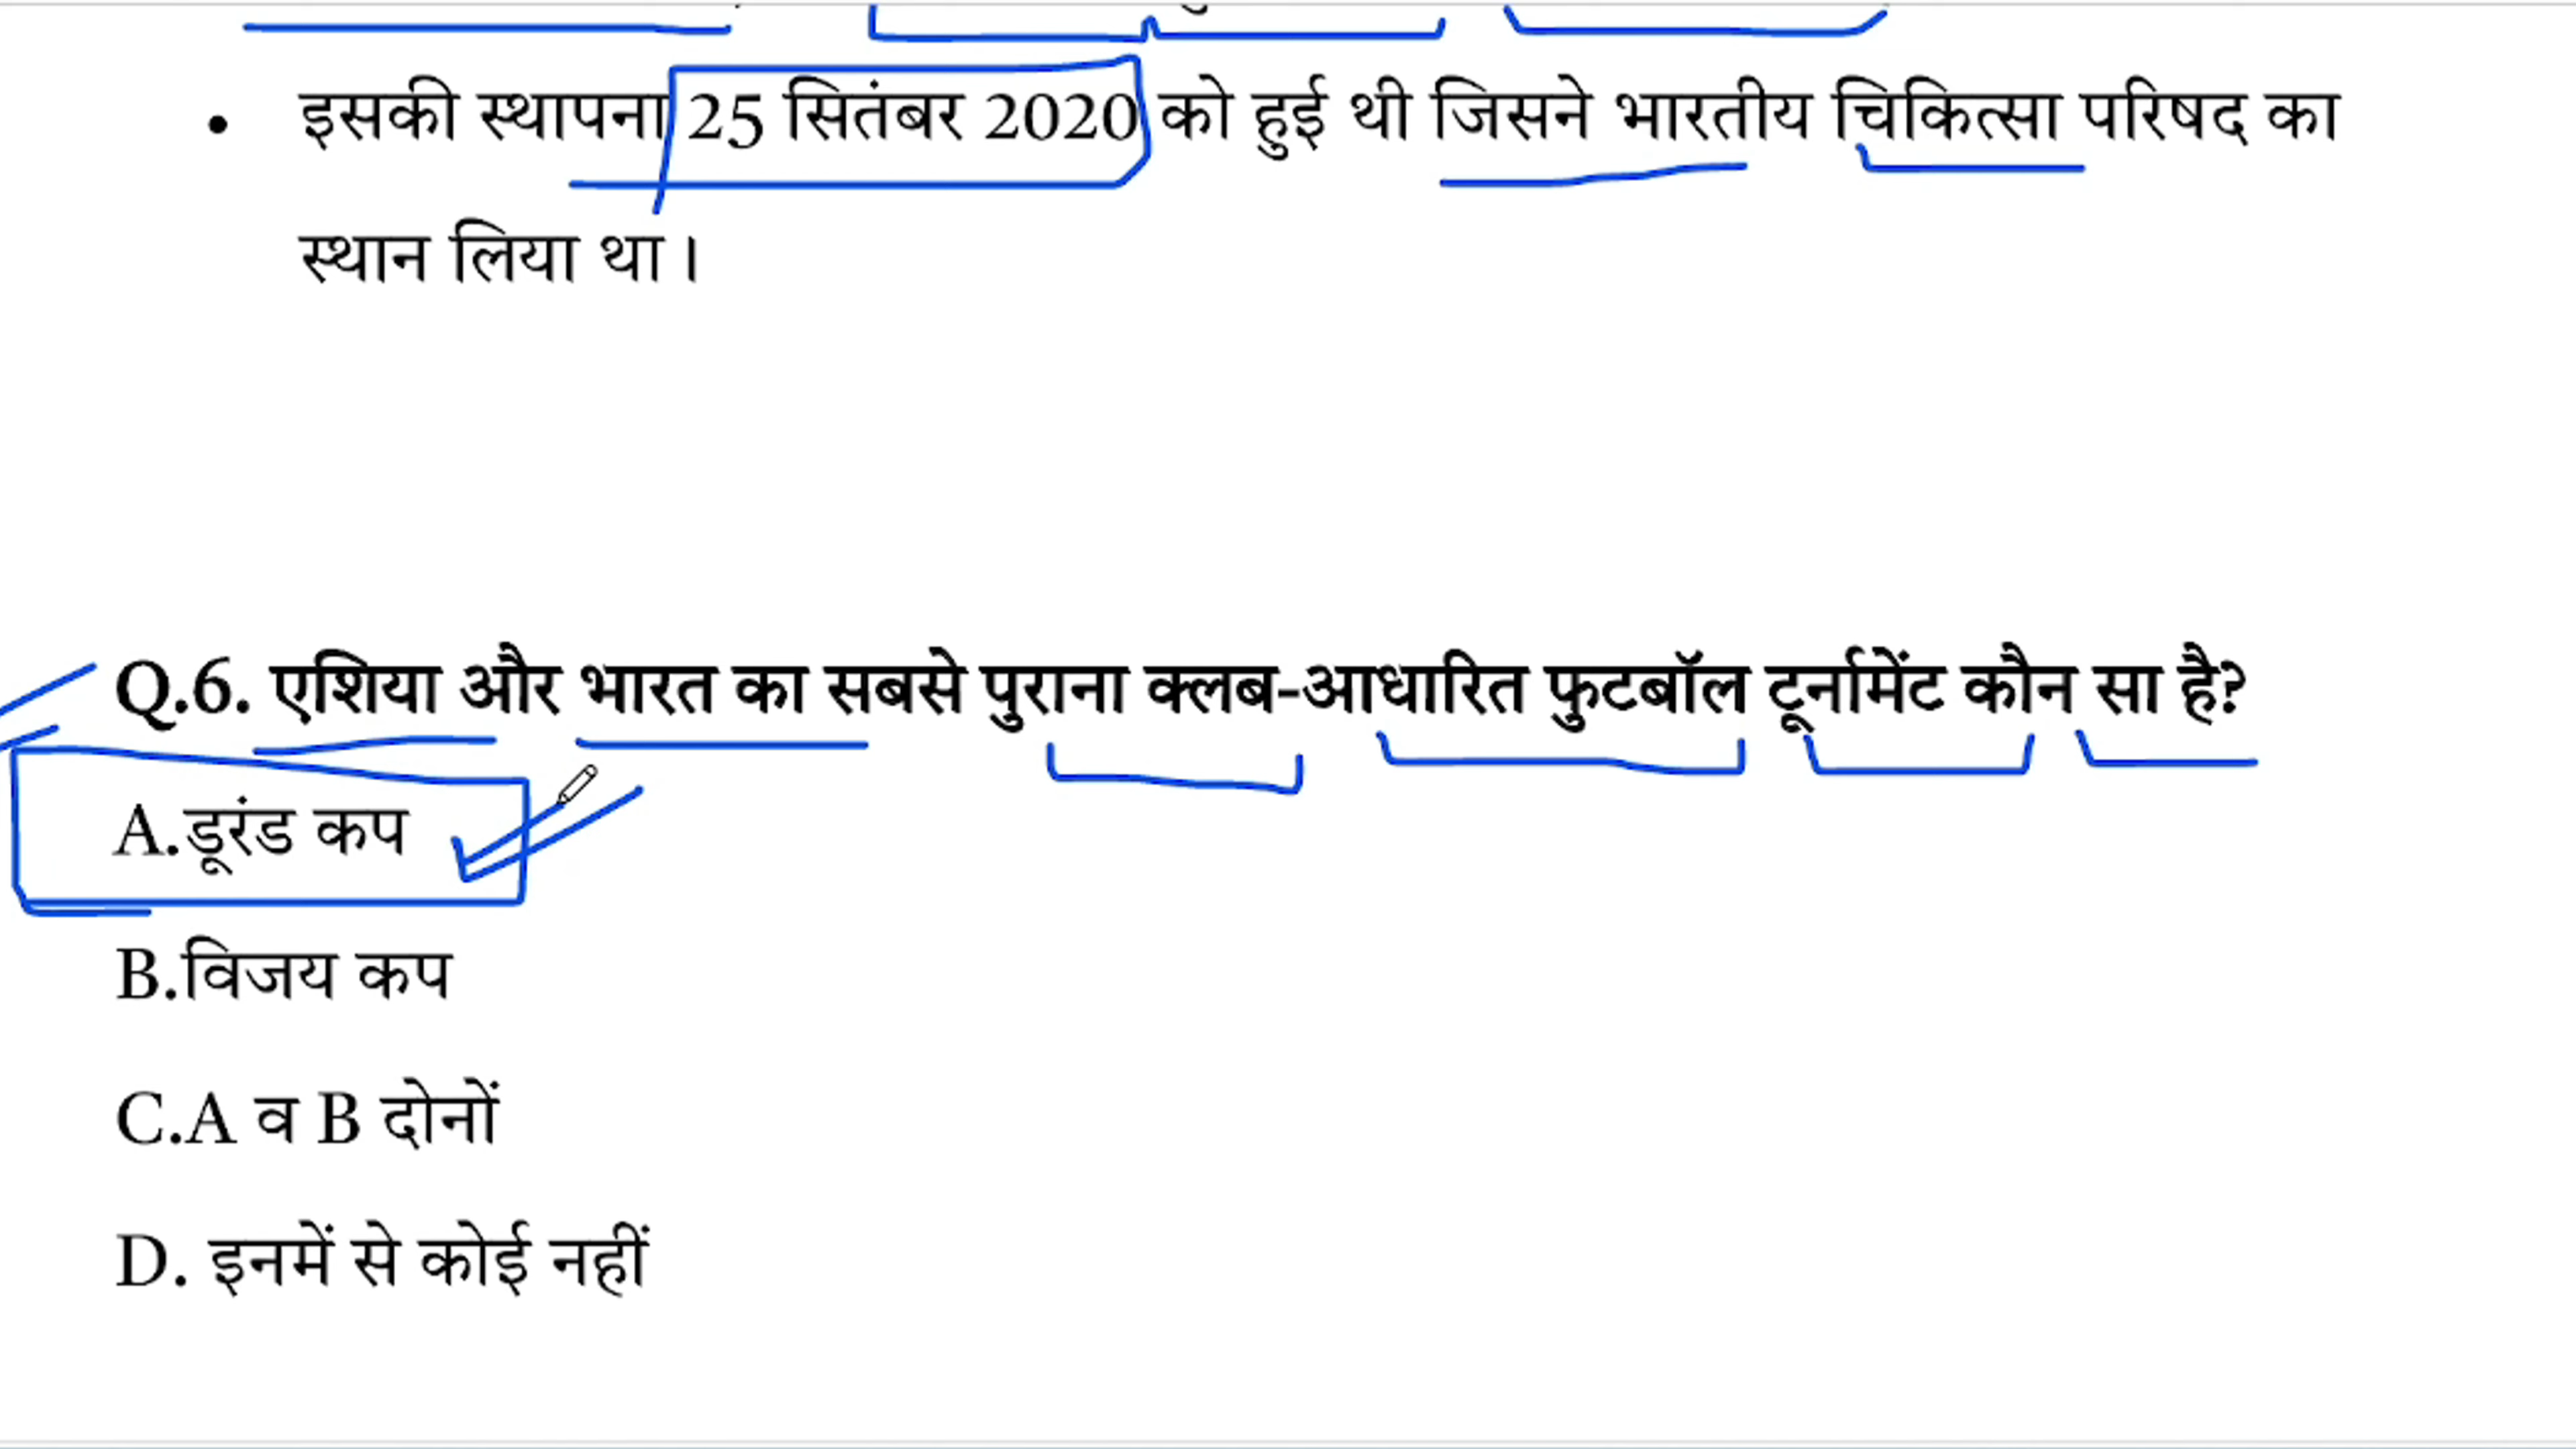 • इसकी स्थापना 25 सितंबर 2020 को हुई थी जिसने भारतीय चिकित्सा परिषद का
स्थान लिया था।
Q.6. एशिया और भारत का सबसे पुराना क्लब-आधारित फुटबॉल टूर्नामेंट कौन सा है?
A.डूरंड कप
B.विजय कप
C.A व B दोनों
D. इनमें से कोई नहीं